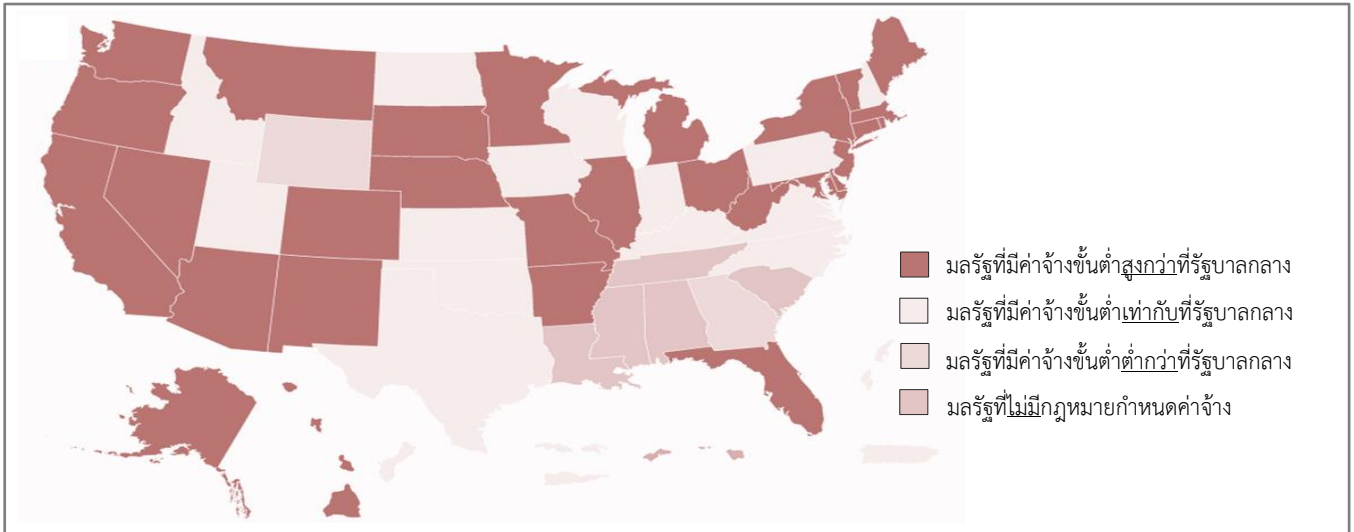 มลรัฐที่มีค่าจ้างขั้นต่ำสูงกว่าที่รัฐบาลกลาง
มลรัฐที่มีค่าจ้างขั้นต่ำเท่ากับที่รัฐบาลกลาง
มลรัฐที่มีค่าจ้างขั้นต่ำต่ำกว่าที่รัฐบาลกลาง
มลรัฐที่ไม่มีกฎหมายกำหนดค่าจ้าง